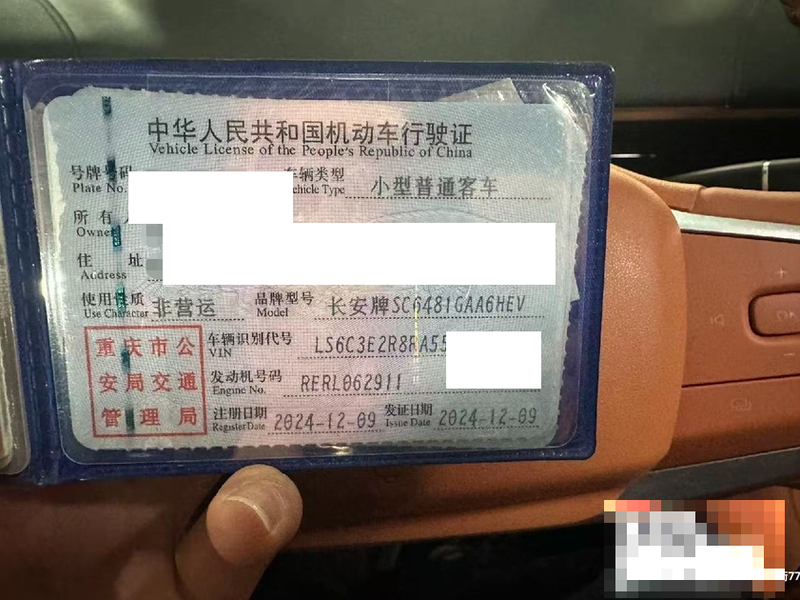 中华人民共和国机动车行驶证
Vehicle License of the People's Republic of China
号牌号码
Plate No.
车辆类型
Vehicle Type
小型普通客车
所有
Owner
住址
Address
使用性质
Use Character
非营运
品牌型号
Model
长安牌SC6481GAA6HEV
重庆市公
安局交通
管理局
车辆识别代号
VIN
LS6C3E2R8RA55
发动机号码
Engine No.
RERL062911
注册日期
Register Date
2024-12-09
发证日期
Issue Date
2024-12-09